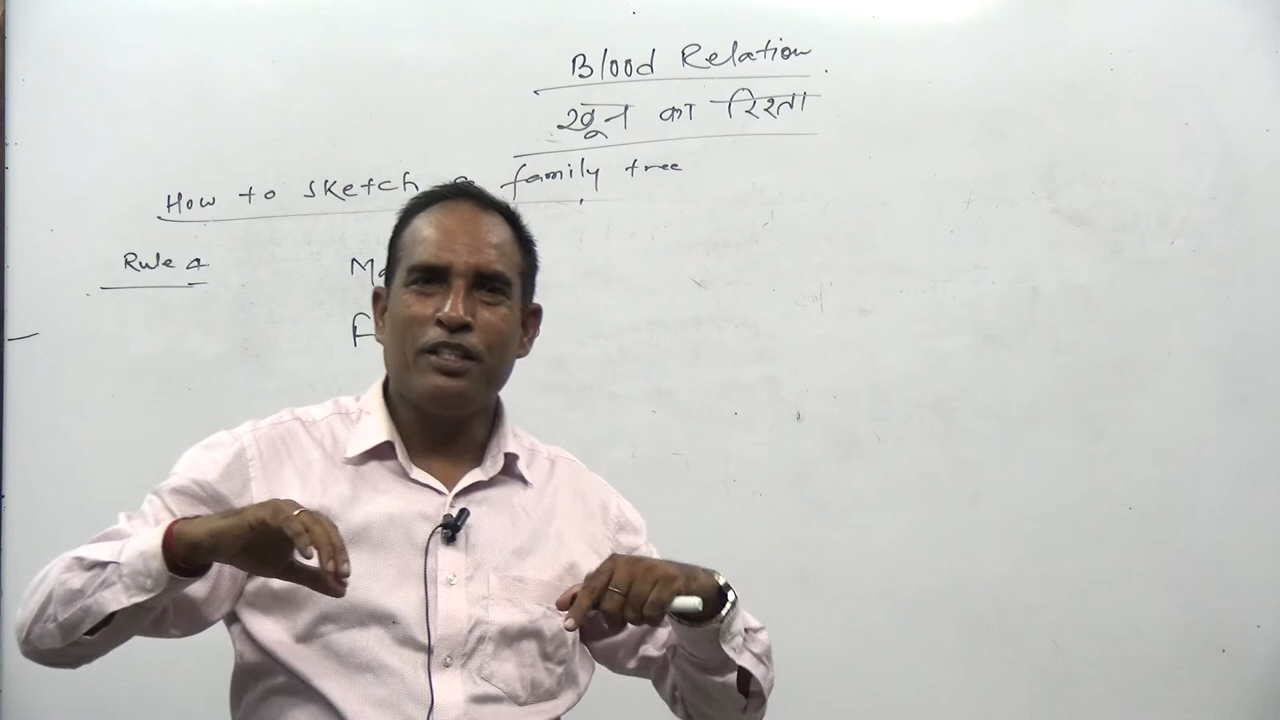 Blood Relation
खून का रिश्ता
How to sketch a family tree
Rule 4